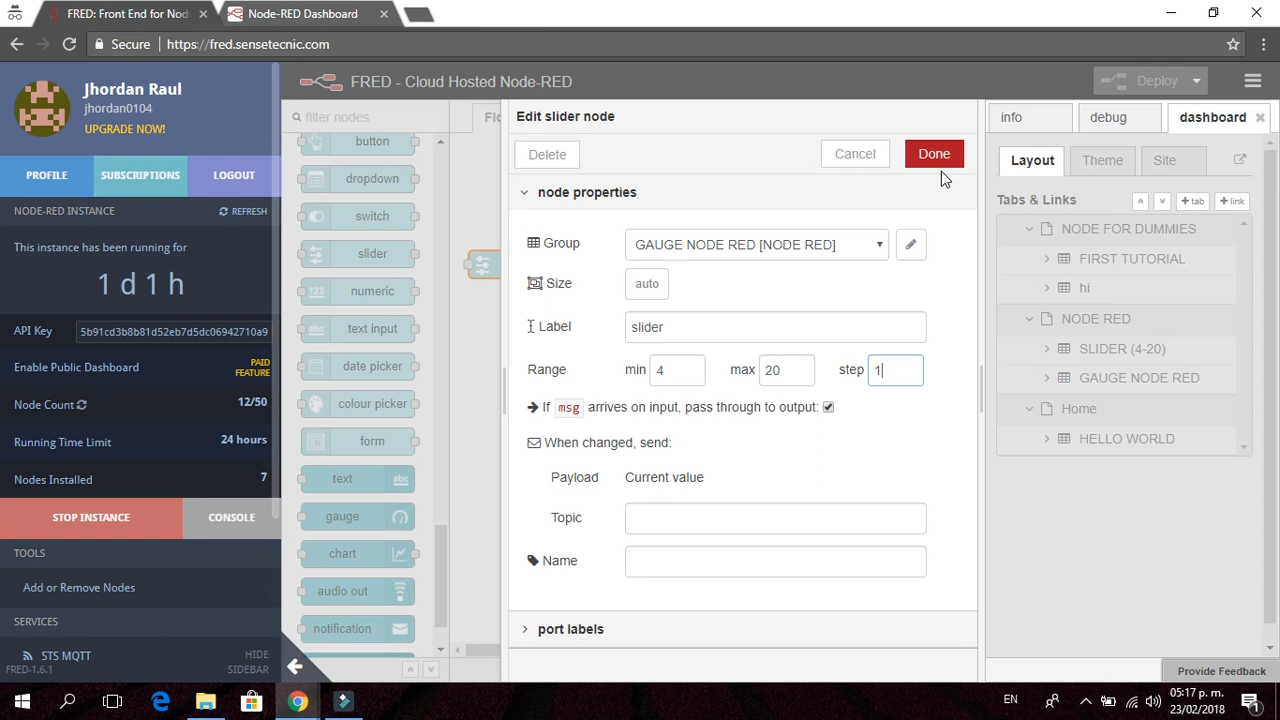 FRED: Front End for Nod
Node-RED Dashboard
Secure
https://fred.sensetecnic.com
Jhordan Raul
jhordan0104
UPGRADE NOW!
PROFILE
SUBSCRIPTIONS
LOGOUT
NODE-RED INSTANCE
REFRESH
This instance has been running for
1 d 1 h
API Key
5b91cd3b8b81d52eb7d5dc06942710a9
Enable Public Dashboard
PAID
FEATURE
Node Count
12/50
Running Time Limit
24 hours
Nodes Installed
7
STOP INSTANCE
CONSOLE
TOOLS
Add or Remove Nodes
SERVICES
STS MQTT
HIDE
SIDEBAR
FRED-1.6.1
FRED - Cloud Hosted Node-RED
Deploy
filter nodes
Flo
button
dropdown
switch
slider
numeric
123
text input
abc
date picker
colour picker
form
text
abc
gauge
chart
audio out
notification
Edit slider node
Delete
Cancel
Done
node properties
Group
GAUGE NODE RED [NODE RED]
Size
auto
Label
slider
Range
min
4
max
20
step
1
If msg arrives on input, pass through to output:
When changed, send:
Payload
Current value
Topic
Name
port labels
info
debug
dashboard
Layout
Theme
Site
Tabs & Links
+ tab
+ link
NODE FOR DUMMIES
FIRST TUTORIAL
hi
NODE RED
SLIDER (4-20)
GAUGE NODE RED
Home
HELLO WORLD
Provide Feedback
EN
05:17 p. m.
23/02/2018
1